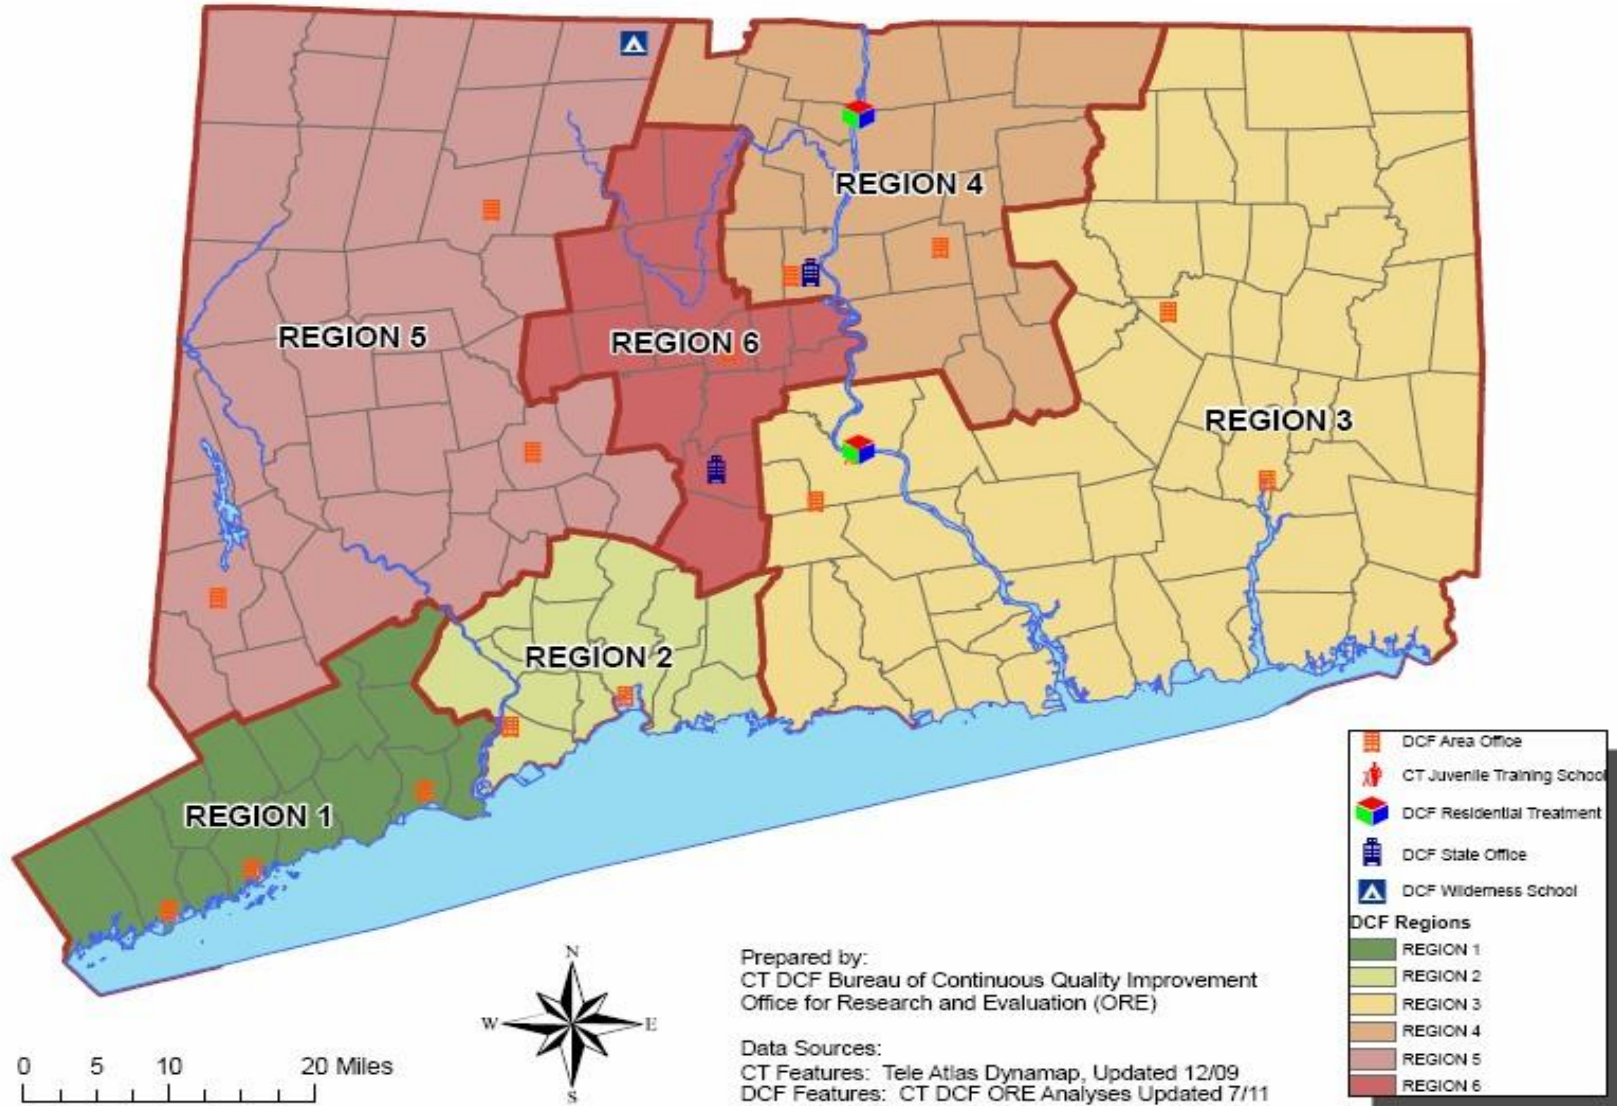 REGION 4
REGION 5
REGION 6
REGION 3
REGION 2
REGION 1
DCF Area Office
CT Juvenile Training School
DCF Residential Treatment
DCF State Office
DCF Wilderness School
DCF Regions
REGION 1
REGION 2
REGION 3
REGION 4
REGION 5
REGION 6
N
W
E
S
Prepared by:
CT DCF Bureau of Continuous Quality Improvement
Office for Research and Evaluation (ORE)
Data Sources:
CT Features: Tele Atlas Dynamap, Updated 12/09
DCF Features: CT DCF ORE Analyses Updated 7/11
0 5 10 20 Miles